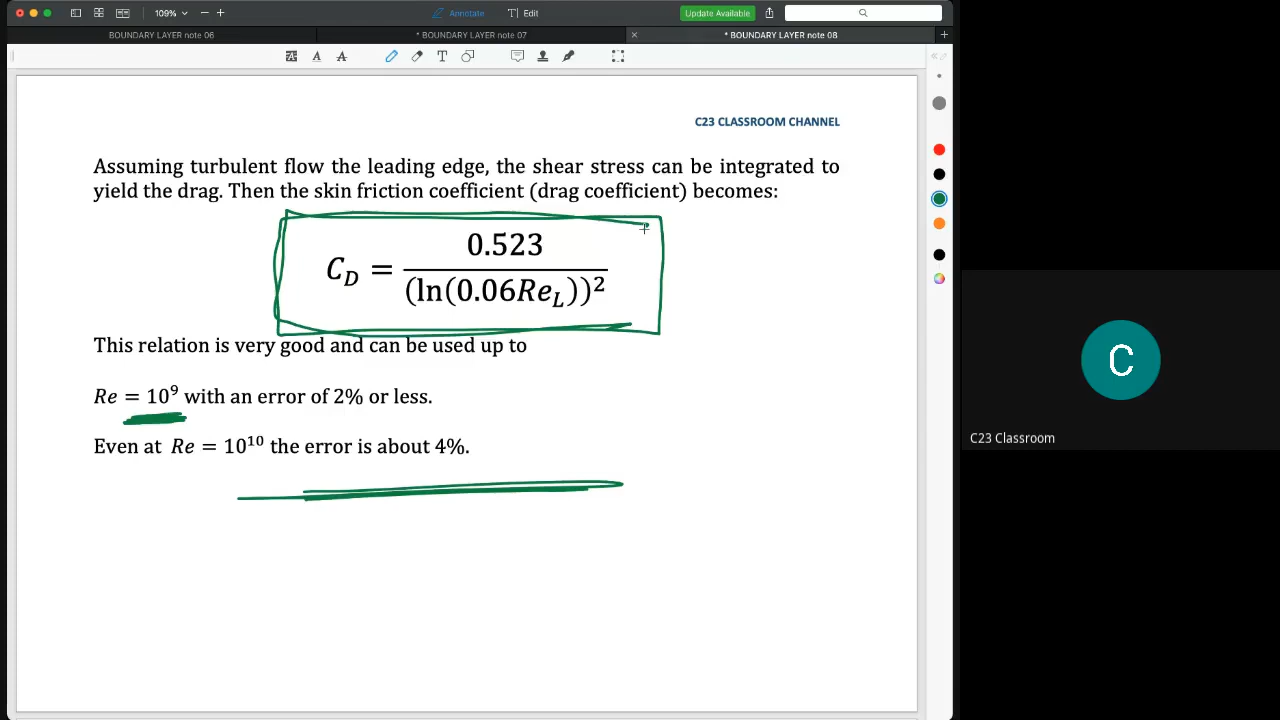 109%
Annotate
Edit
Update Available
BOUNDARY LAYER note 06
* BOUNDARY LAYER note 07
* BOUNDARY LAYER note 08
C23 CLASSROOM CHANNEL
Assuming turbulent flow the leading edge, the shear stress can be integrated to
yield the drag. Then the skin friction coefficient (drag coefficient) becomes:
C_D = 0.523 / (ln(0.06Re_L))²
This relation is very good and can be used up to
Re = 10⁹ with an error of 2% or less.
Even at Re = 10¹⁰ the error is about 4%.
C
C23 Classroom